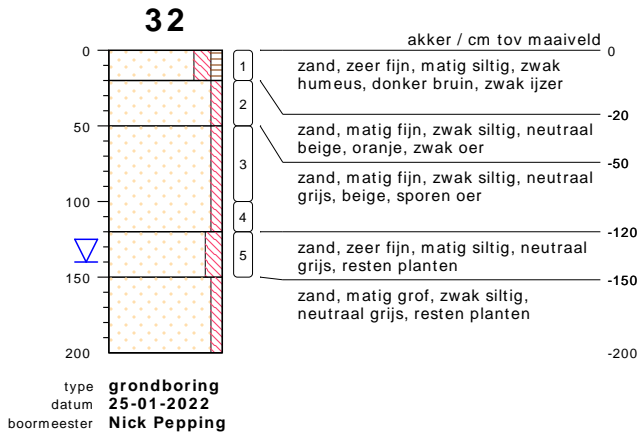 32
akker / cm tov maaiveld
0
0
1
zand, zeer fijn, matig siltig, zwak
humeus, donker bruin, zwak ijzer
2
-20
50
zand, matig fijn, zwak siltig, neutraal
beige, oranje, zwak oer
3
-50
zand, matig fijn, zwak siltig, neutraal
grijs, beige, sporen oer
100
4
-120
5
zand, zeer fijn, matig siltig, neutraal
grijs, resten planten
150
-150
zand, matig grof, zwak siltig,
neutraal grijs, resten planten
200
-200
type grondboring
datum 25-01-2022
boormeester Nick Pepping